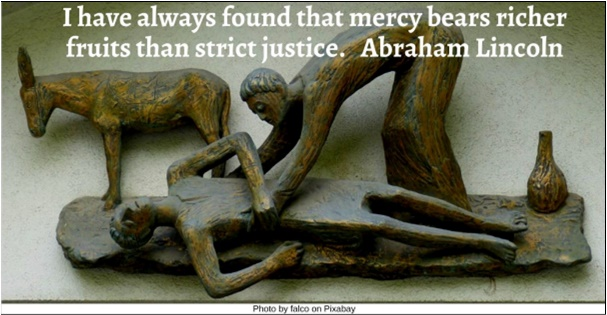 I have always found that mercy bears richer
fruits than strict justice.   Abraham Lincoln
Photo by falco on Pixabay